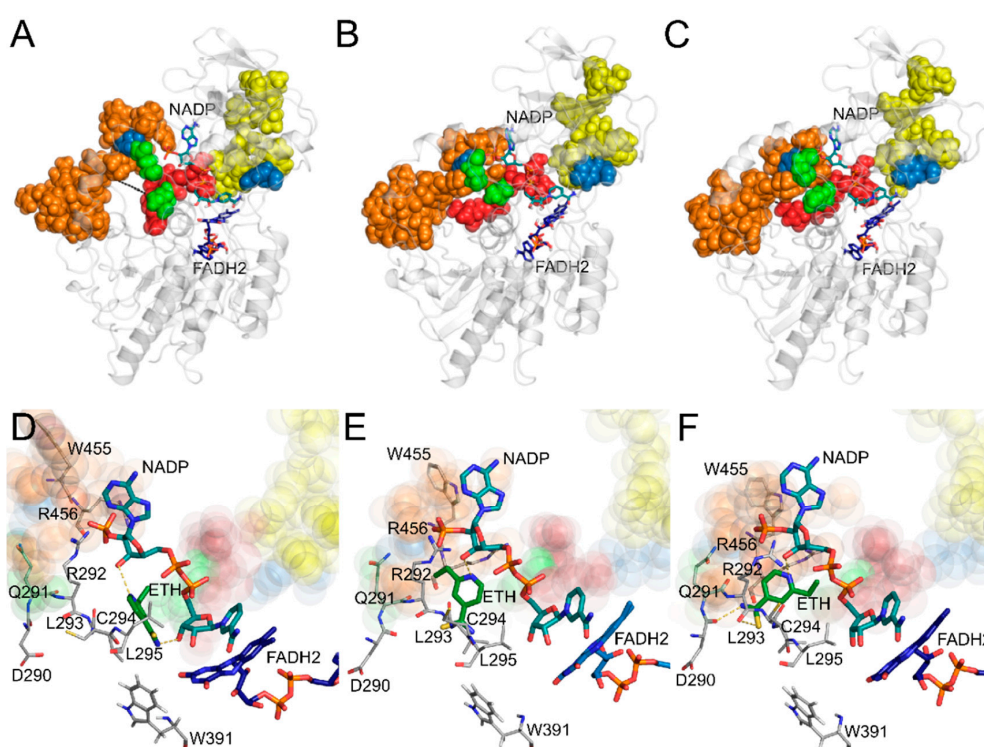 A
B
C
NADP
NADP
NADP
FADH2
FADH2
FADH2
D
E
F
W455
NADP
R456
R292
Q291
ETH
L293
C294
L295
D290
FADH2
W391
W455
NADP
R456
R292
Q291
ETH
C294
L293
L295
D290
FADH2
W391
W455
NADP
R456
R292
Q291
ETH
C294
L293
L295
D290
FADH2
W391